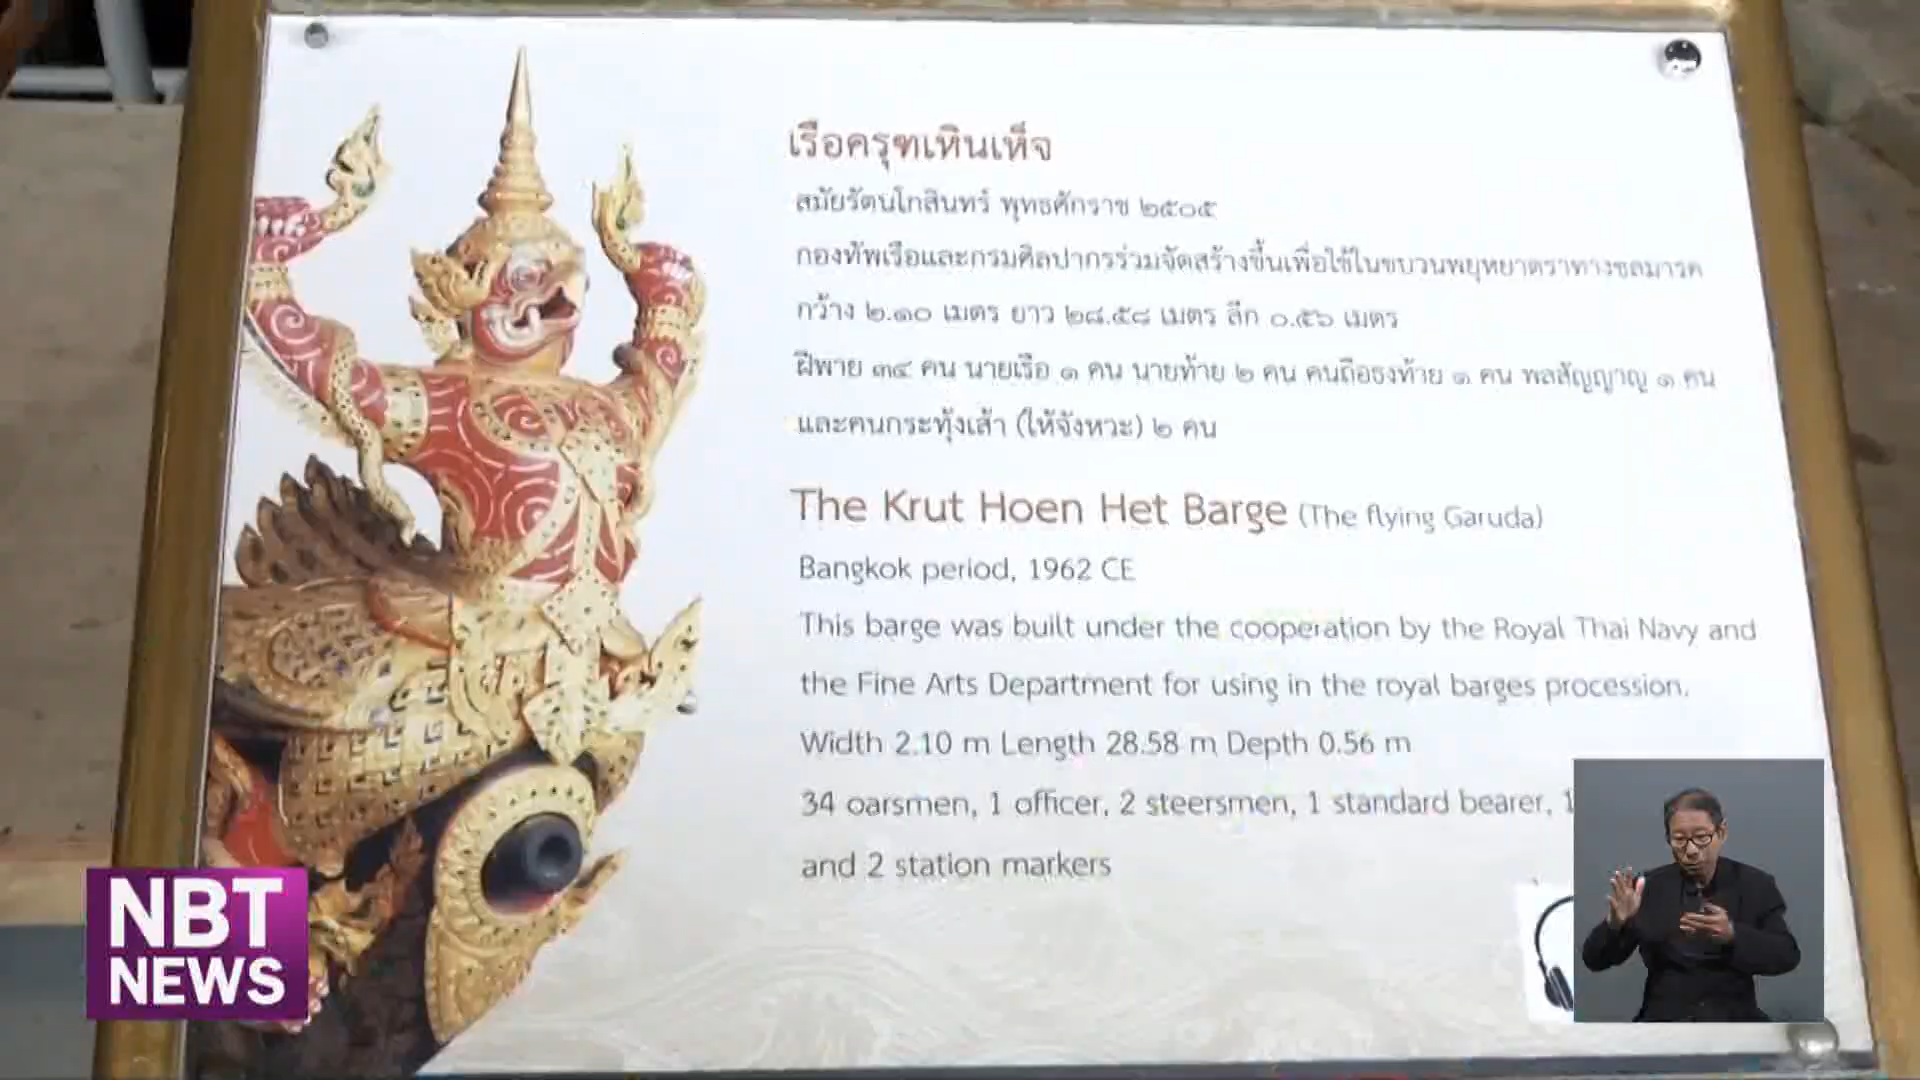 เรือครุฑเหินเห็จ
สมัยรัตนโกสินทร์ พุทธศักราช ๒๕๐๕
กองทัพเรือและกรมศิลปากรร่วมจัดสร้างขึ้นเพื่อใช้ในขบวนพยุหยาตราทางชลมารค
กว้าง ๒.๑๐ เมตร ยาว ๒๘.๕๘ เมตร ลึก ๐.๕๖ เมตร
ฝีพาย ๓๔ คน นายเรือ ๑ คน นายท้าย ๒ คน คนถือธงท้าย ๑ คน พลสัญญาณ ๑ คน
และคนกระทุ้งเส้า (ให้จังหวะ) ๒ คน
The Krut Hoen Het Barge (The flying Garuda)
Bangkok period, 1962 CE
This barge was built under the cooperation by the Royal Thai Navy and
the Fine Arts Department for using in the royal barges procession.
Width 2.10 m Length 28.58 m Depth 0.56 m
34 oarsmen, 1 officer, 2 steersmen, 1 standard bearer, 1
and 2 station markers
NBT
NEWS